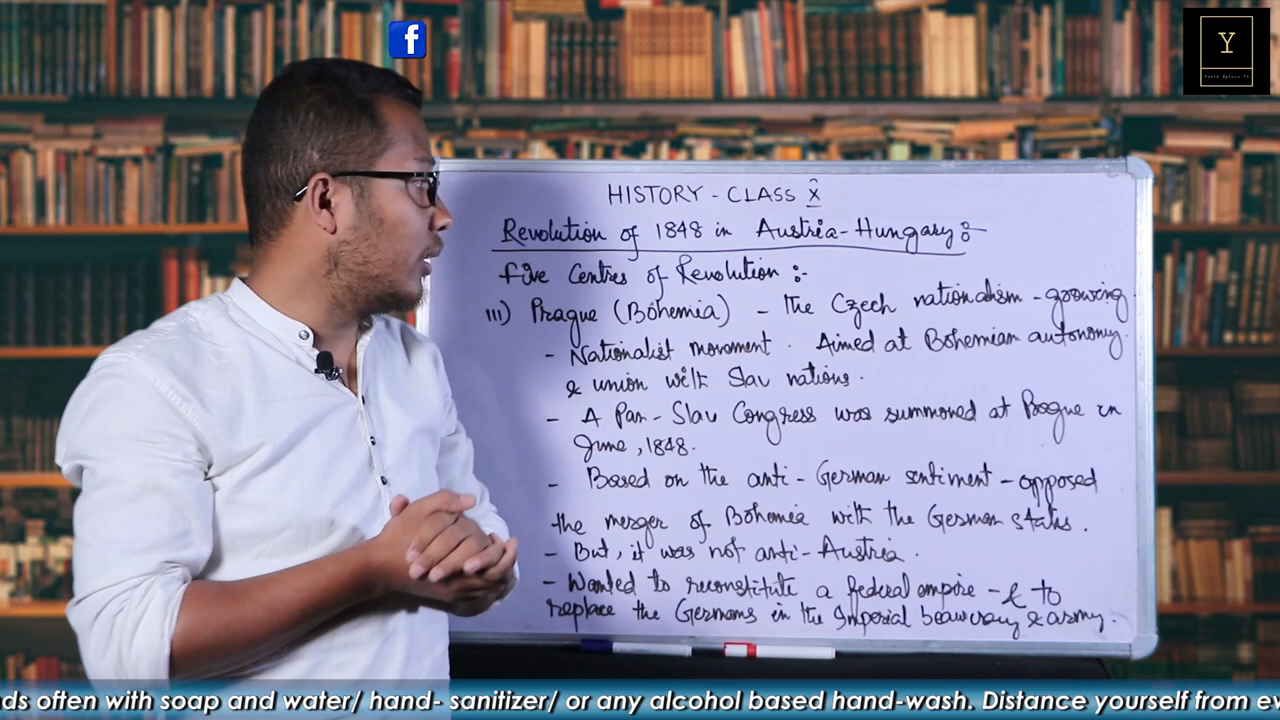 f
Y
HISTORY - CLASS X
Revolution of 1848 in Austria-Hungary :-
five Centres of Revolution :-
III) Prague (Bohemia) - the Czech nationalism - growing
- Nationalist movement. Aimed at Bohemian autonomy.
& union with Slav nations.
- A Pan-Slav Congress was summoned at Prague in
June, 1848.
- Based on the anti-German sentiment - opposed
the merger of Bohemia with the German states.
- But, it was not anti-Austria.
- Wanted to reconstitute a federal empire - & to
replace the Germans in the Imperial & army.
nds often with soap and water/ hand- sanitizer/ or any alcohol based hand-wash. Distance yourself from ev